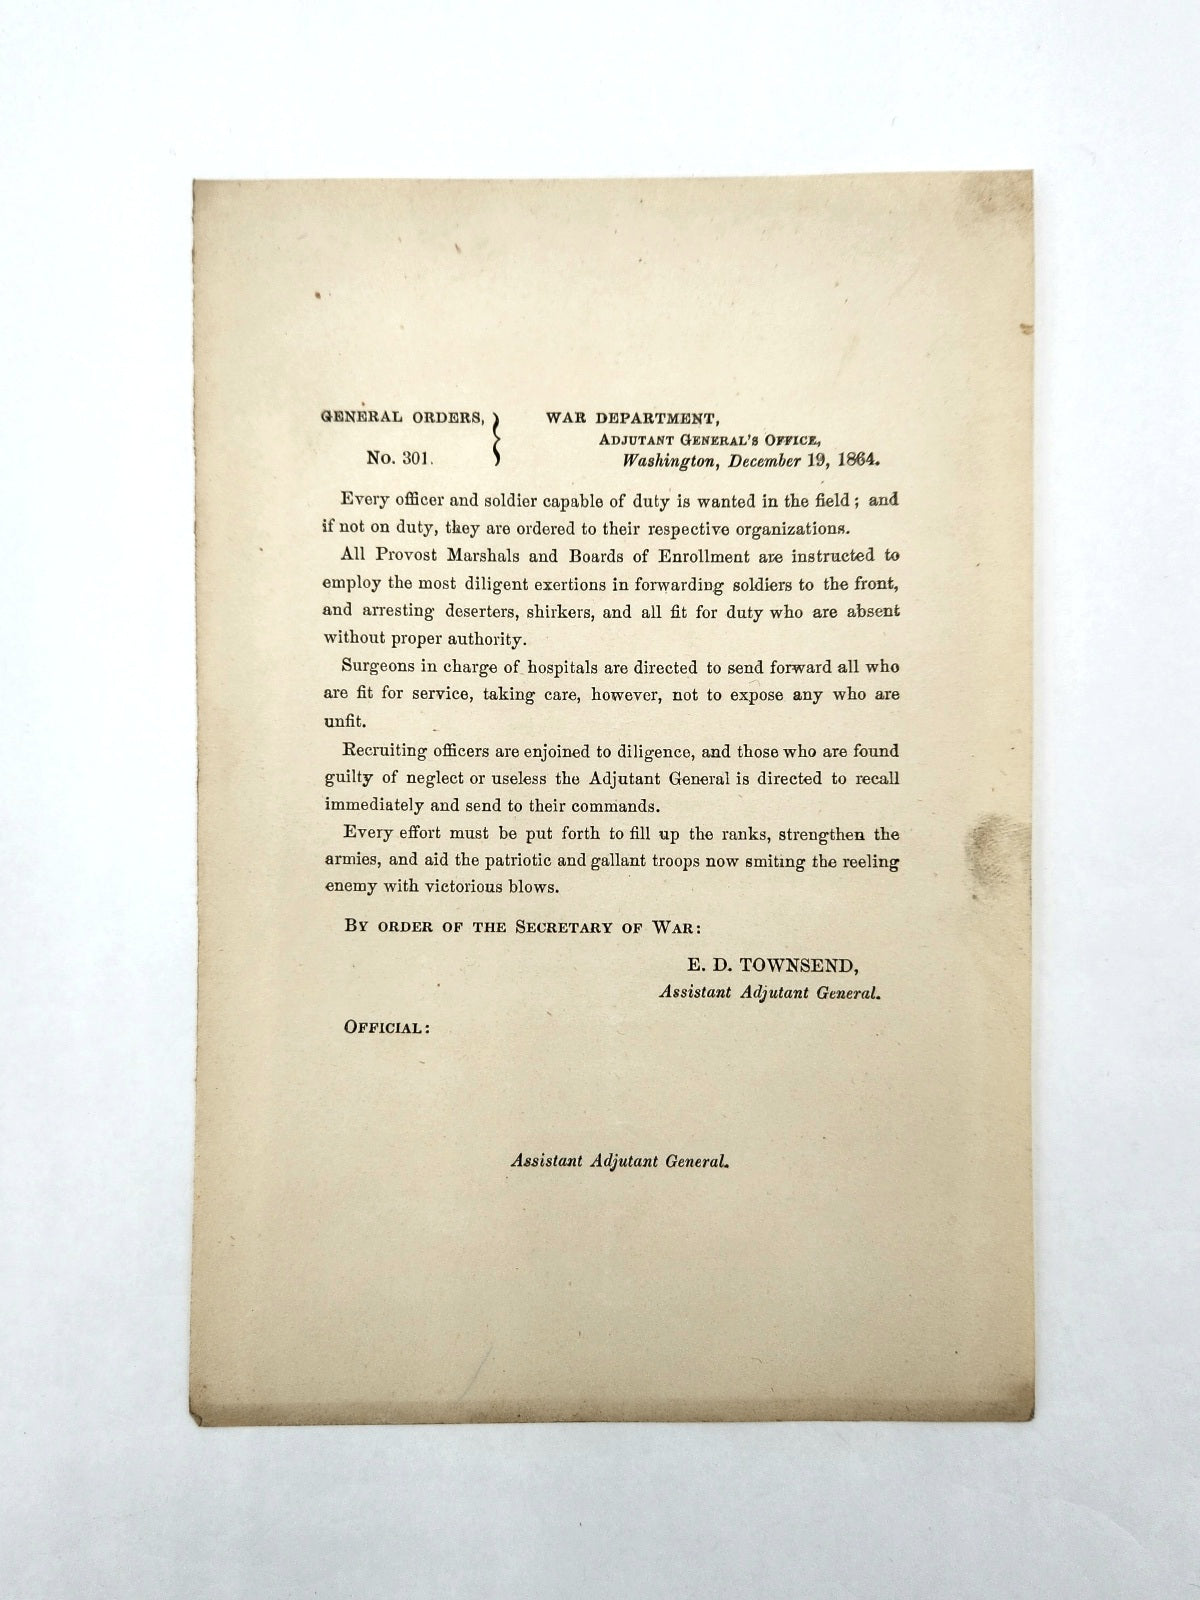 GENERAL ORDERS,
No. 301.
WAR DEPARTMENT,
ADJUTANT GENERAL'S OFFICE,
Washington, December 19, 1864.
Every officer and soldier capable of duty is wanted in the field; and
if not on duty, they are ordered to their respective organizations.
All Provost Marshals and Boards of Enrollment are instructed to
employ the most diligent exertions in forwarding soldiers to the front,
and arresting deserters, shirkers, and all fit for duty who are absent
without proper authority.
Surgeons in charge of hospitals are directed to send forward all who
are fit for service, taking care, however, not to expose any who are
unfit.
Recruiting officers are enjoined to diligence, and those who are found
guilty of neglect or useless the Adjutant General is directed to recall
immediately and send to their commands.
Every effort must be put forth to fill up the ranks, strengthen the
armies, and aid the patriotic and gallant troops now smiting the reeling
enemy with victorious blows.
BY ORDER OF THE SECRETARY OF WAR:
E. D. TOWNSEND,
Assistant Adjutant General.
OFFICIAL:
Assistant Adjutant General.